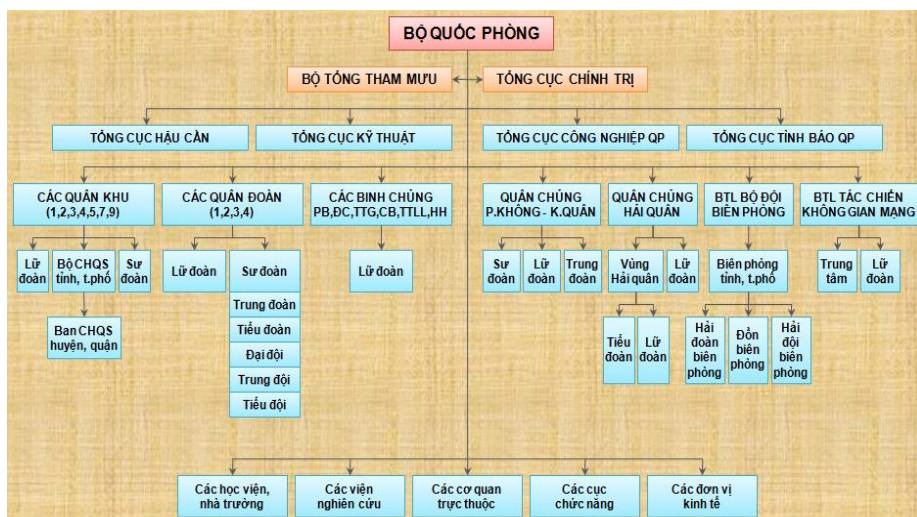 BỘ QUỐC PHÒNG
BỘ TỔNG THAM MƯU
TỔNG CỤC CHÍNH TRỊ
TỔNG CỤC HẬU CẦN
TỔNG CỤC KỸ THUẬT
TỔNG CỤC CÔNG NGHIỆP QP
TỔNG CỤC TÌNH BÁO QP
CÁC QUÂN KHU
(1,2,3,4,5,7,9)
CÁC QUÂN ĐOÀN
(1,2,3,4)
CÁC BINH CHỦNG
PB,ĐC,TTG,CB,TTLL,HH
QUÂN CHỦNG
P.KHÔNG - K.QUÂN
QUÂN CHỦNG
HẢI QUÂN
BTL BỘ ĐỘI
BIÊN PHÒNG
BTL TÁC CHIẾN
KHÔNG GIAN MẠNG
Lữ
đoàn
Bộ CHQS
tỉnh, t.phố
Sư
đoàn
Lữ đoàn
Sư đoàn
Lữ đoàn
Sư
đoàn
Lữ
đoàn
Trung
đoàn
Vùng
Hải quân
Lữ
đoàn
Biên phòng
tỉnh, t.phố
Trung
tâm
Lữ
đoàn
Ban CHQS
huyện, quận
Trung đoàn
Tiểu đoàn
Đại đội
Trung đội
Tiểu đội
Tiểu
đoàn
Lữ
đoàn
Hải
đoàn
biên
phòng
Đồn
biên
phòng
Hải
đội
biên
phòng
Các học viện,
nhà trường
Các viện
nghiên cứu
Các cơ quan
trực thuộc
Các cục
chức năng
Các đơn vị
kinh tế